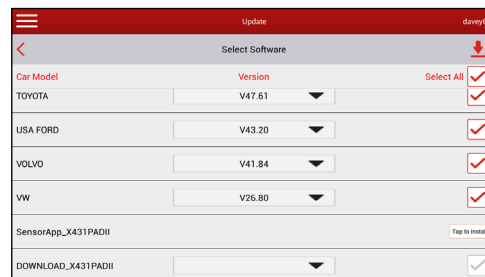 Update davey
Select Software
Car Model Version Select All
TOYOTA V47.61
USA FORD V43.20
VOLVO V41.84
VW V26.80
SensorApp_X431PADII Tap to instal
DOWNLOAD_X431PADII